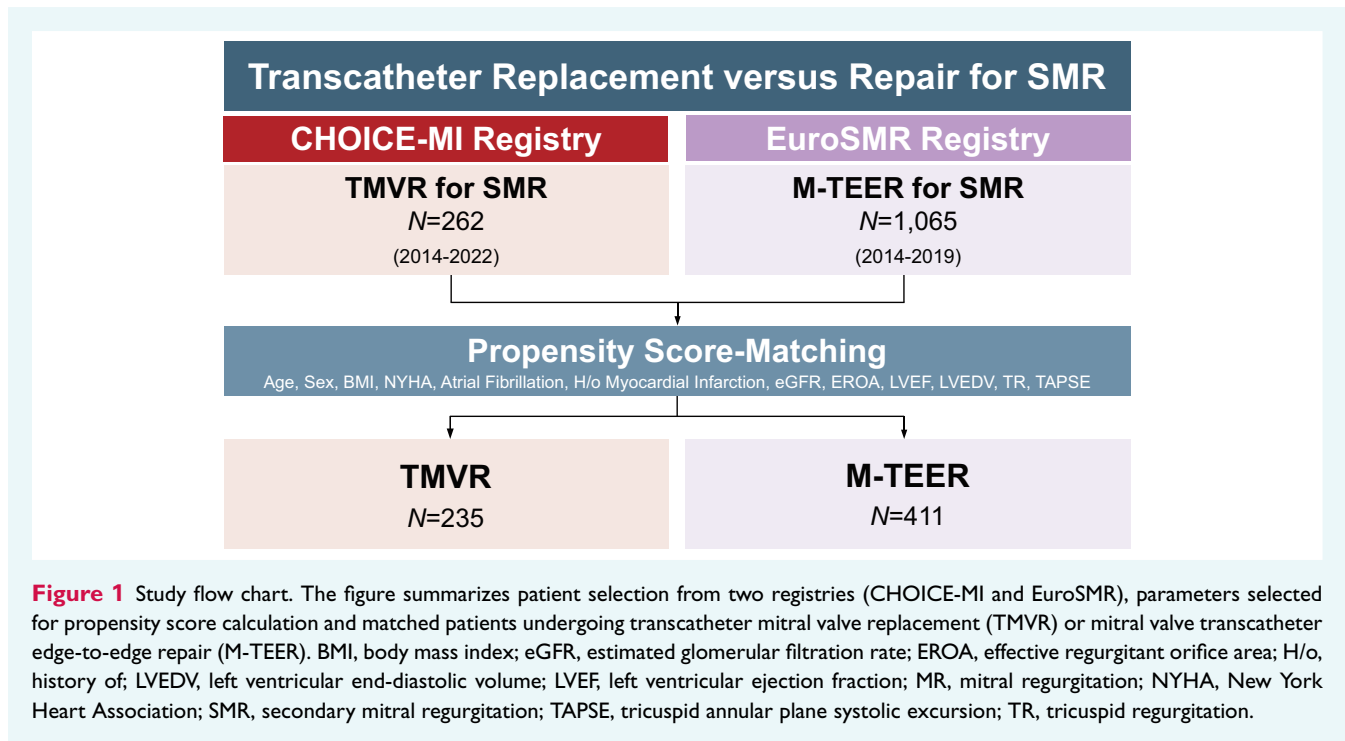 Transcatheter Replacement versus Repair for SMR
CHOICE-MI Registry
EuroSMR Registry
TMVR for SMR
N=262
(2014-2022)
M-TEER for SMR
N=1,065
(2014-2019)
Propensity Score-Matching
Age, Sex, BMI, NYHA, Atrial Fibrillation, H/o Myocardial Infarction, eGFR, EROA, LVEF, LVEDV, TR, TAPSE
TMVR
N=235
M-TEER
N=411
Figure 1 Study flow chart. The figure summarizes patient selection from two registries (CHOICE-MI and EuroSMR), parameters selected
for propensity score calculation and matched patients undergoing transcatheter mitral valve replacement (TMVR) or mitral valve transcatheter
edge-to-edge repair (M-TEER). BMI, body mass index; eGFR, estimated glomerular filtration rate; EROA, effective regurgitant orifice area; H/o,
history of; LVEDV, left ventricular end-diastolic volume; LVEF, left ventricular ejection fraction; MR, mitral regurgitation; NYHA, New York
Heart Association; SMR, secondary mitral regurgitation; TAPSE, tricuspid annular plane systolic excursion; TR, tricuspid regurgitation.